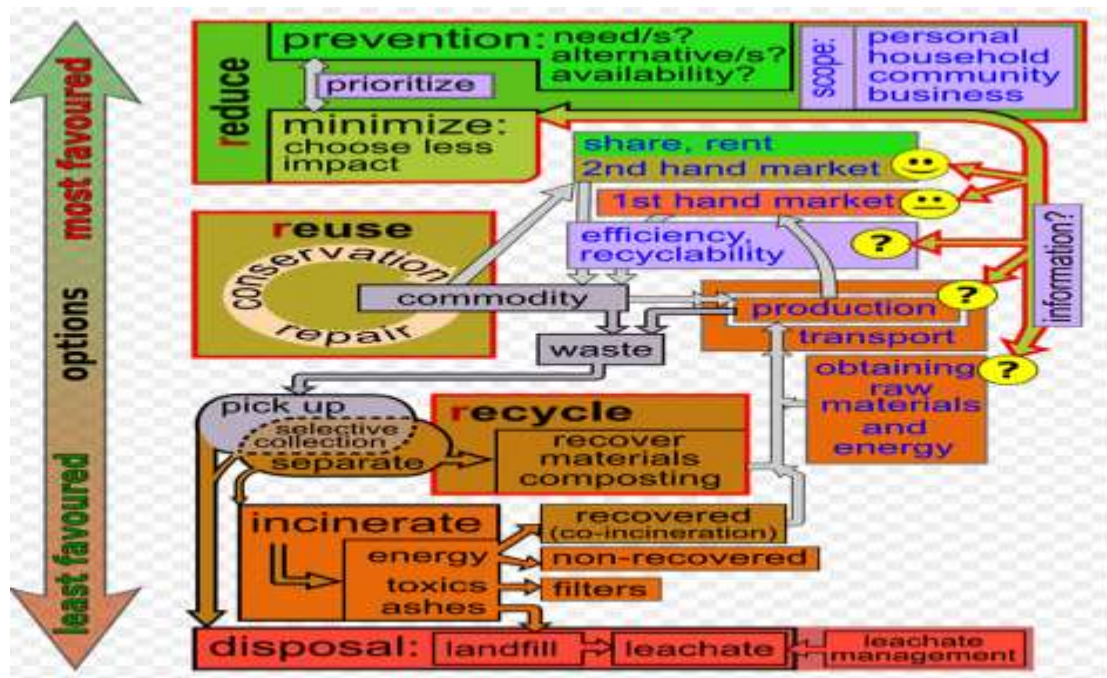 most favoured
options
least favoured
reduce
prevention: need/s?
alternative/s?
availability?
prioritize
minimize:
choose less
impact
scope:
personal
household
community
business
share, rent
2nd hand market
1st hand market
efficiency,
recyclability
?
information?
reuse
conservation
repair
commodity
production
?
transport
waste
obtaining
raw
materials
and
energy
?
pick up
selective
collection
separate
recycle
recover
materials
composting
incinerate
energy
toxics
ashes
recovered
(co-incineration)
non-recovered
filters
disposal:
landfill
leachate
leachate
management